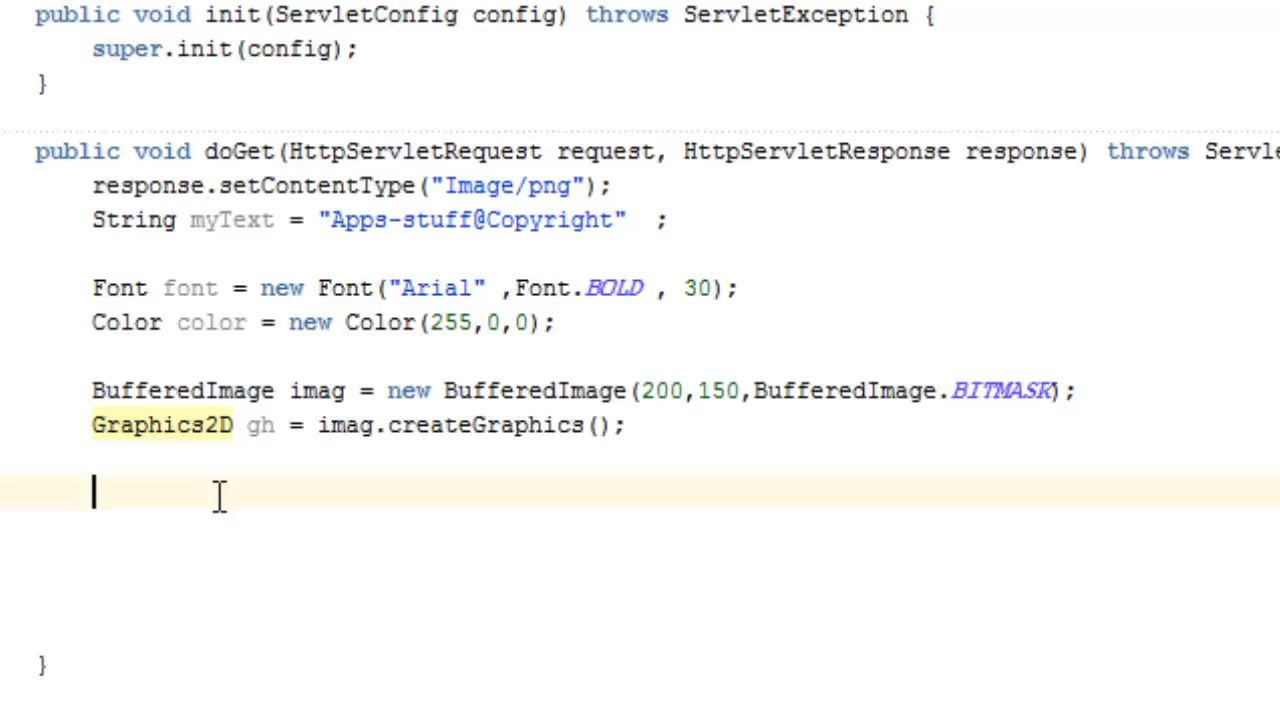 public void init(ServletConfig config) throws ServletException {
super.init(config);
}
public void doGet(HttpServletRequest request, HttpServletResponse response) throws Servle
response.setContentType("Image/png");
String myText = "Apps-stuff@Copyright"  ;
Font font = new Font("Arial" ,Font.BOLD , 30);
Color color = new Color(255,0,0);
BufferedImage imag = new BufferedImage(200,150,BufferedImage.BITMASK);
Graphics2D gh = imag.createGraphics();
}